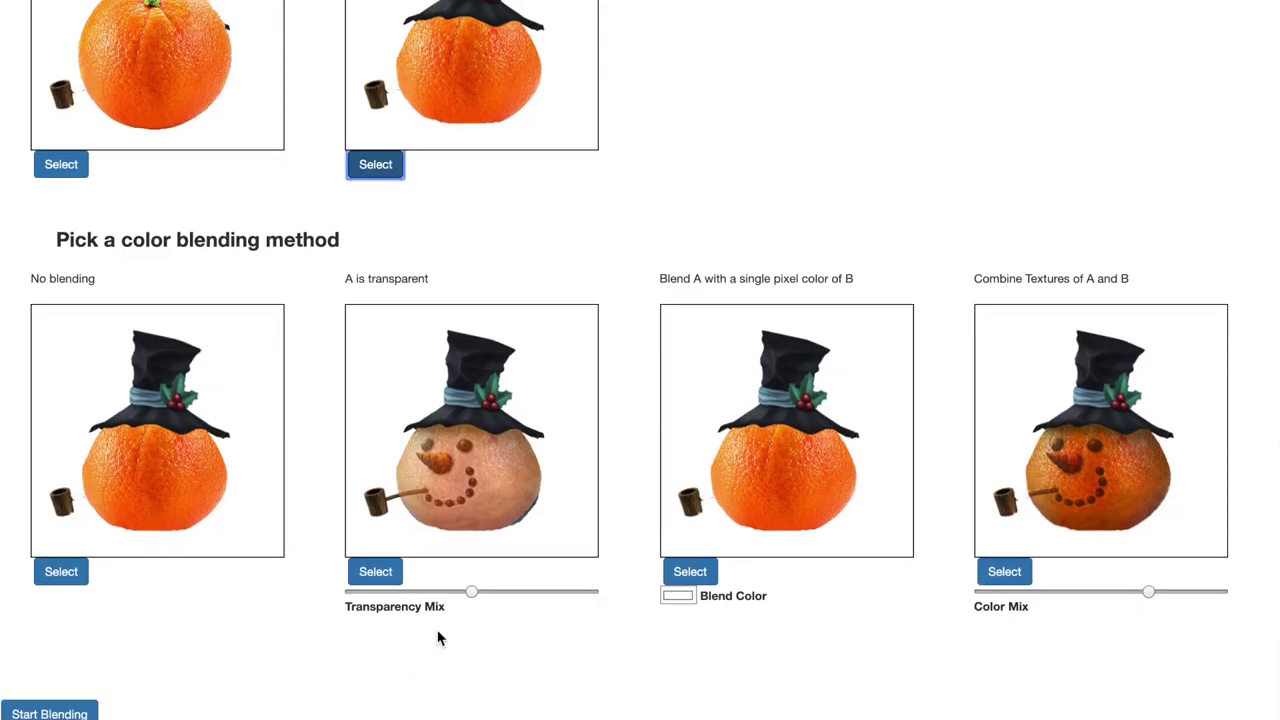 Select
Select
Pick a color blending method
No blending
A is transparent
Blend A with a single pixel color of B
Combine Textures of A and B
Select
Select
Select
Select
Transparency Mix
Blend Color
Color Mix
Start Blending